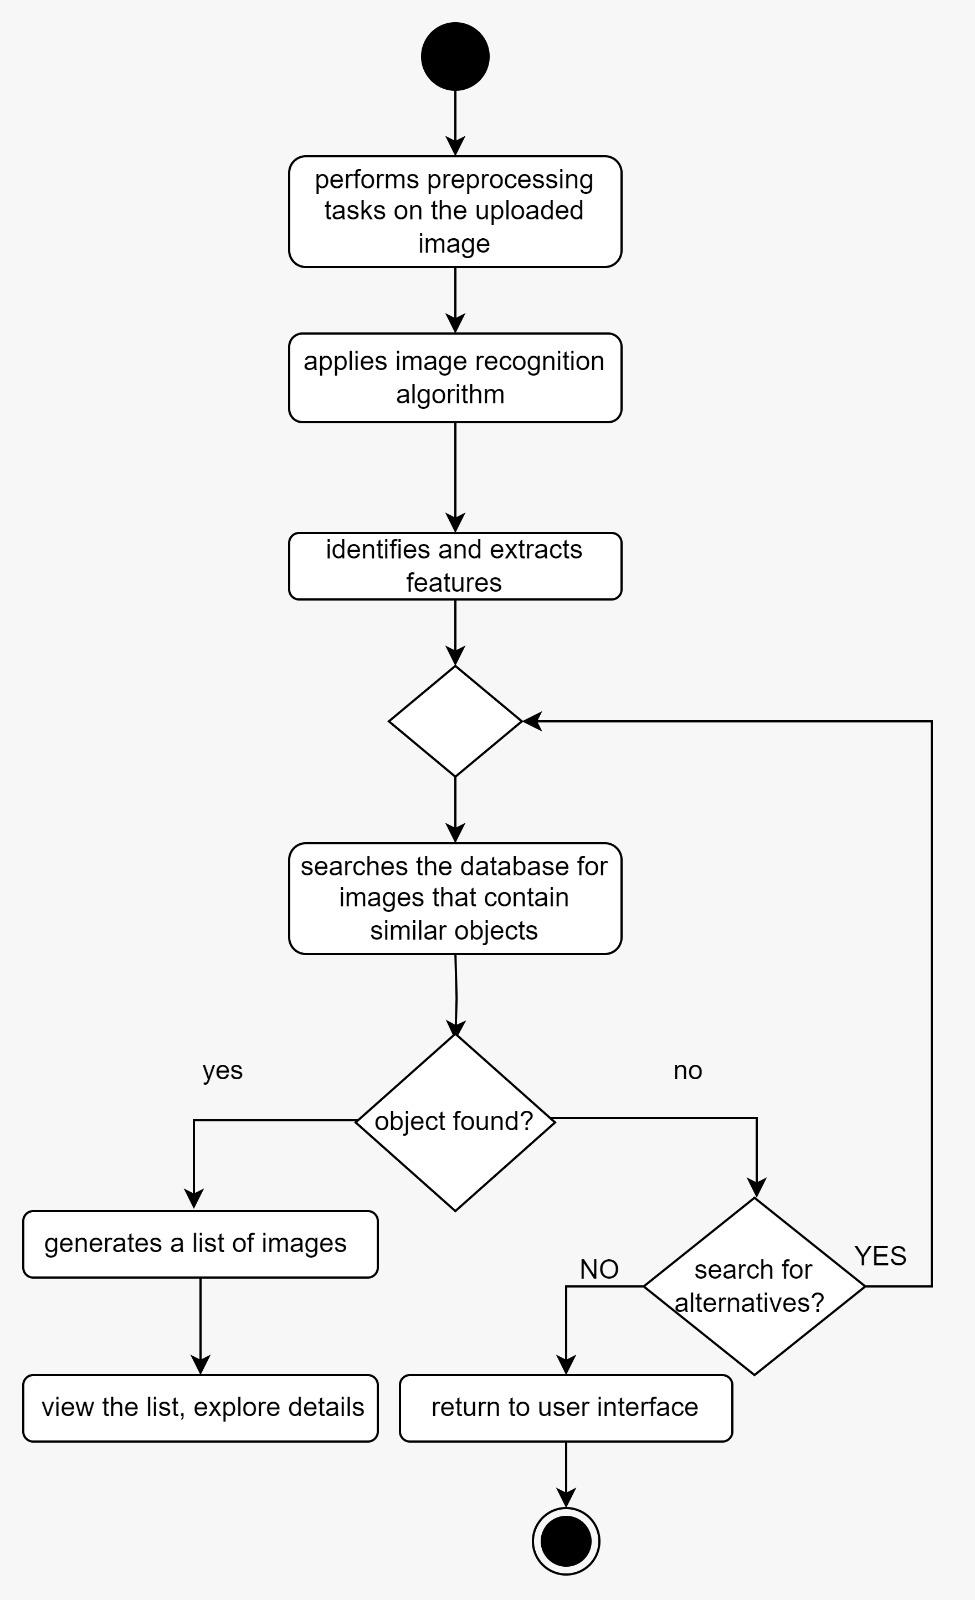 performs preprocessing
tasks on the uploaded
image
applies image recognition
algorithm
identifies and extracts
features
searches the database for
images that contain
similar objects
yes
no
object found?
generates a list of images
NO
search for
alternatives?
YES
view the list, explore details
return to user interface